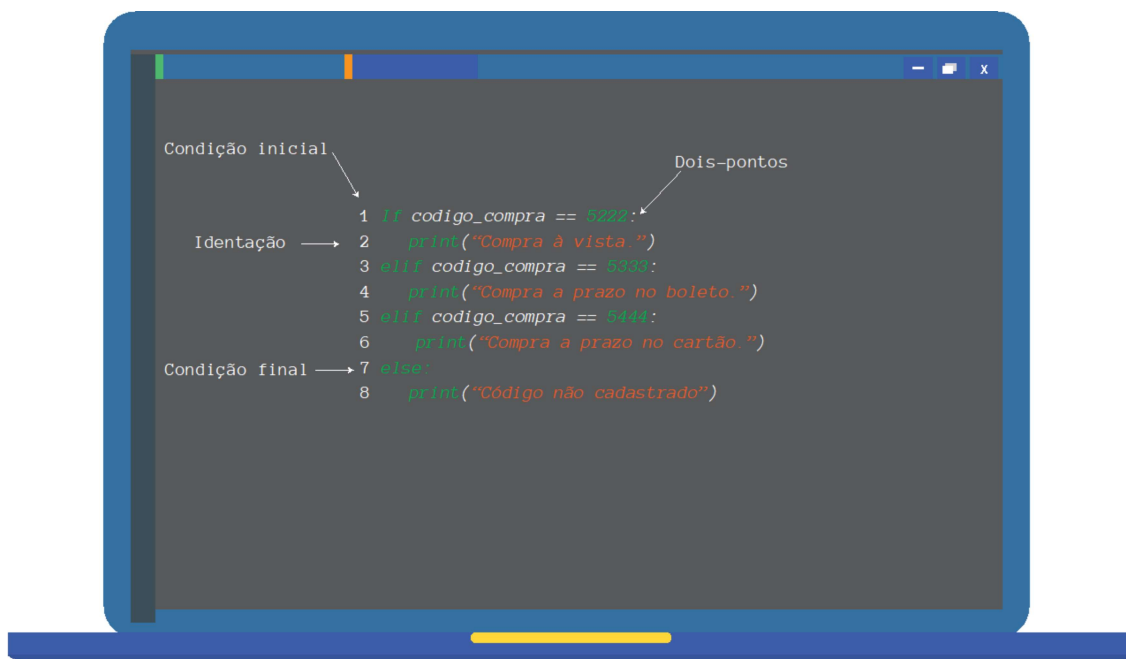 x
Condição inicial
Dois-pontos
1 If codigo_compra == 5222:
Identação
2 print(“Compra à vista.”)
3 elif codigo_compra == 5333:
4 print(“Compra a prazo no boleto.”)
5 elif codigo_compra == 5444:
6 print(“Compra a prazo no cartão.”)
Condição final
7 else:
8 print(“Código não cadastrado”)